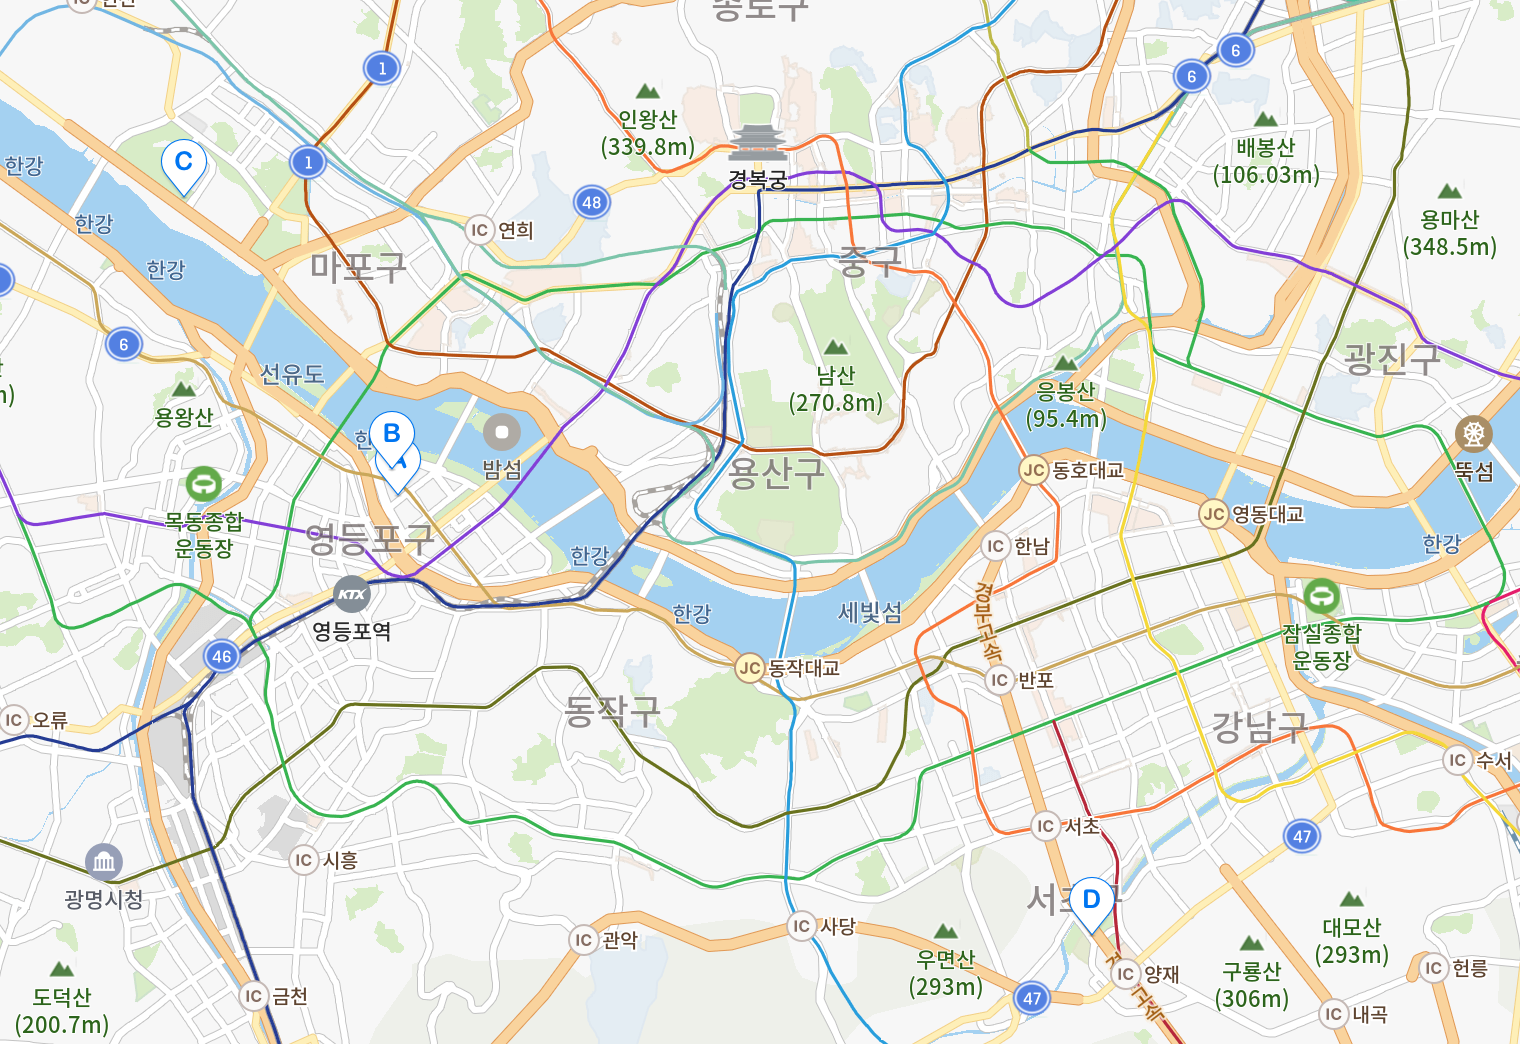 종로구
1
6
6
인왕산
(339.8m)
배봉산
(106.03m)
한강
C
1
경복궁
48
용마산
(348.5m)
한강
IC 연희
한강
마포구
중구
6
선유도
남산
(270.8m)
광진구
용왕산
응봉산
(95.4m)
B
A
밤섬
용산구
JC 동호대교
뚝섬
목동종합
운동장
영등포구
JC 영동대교
한강
IC 한남
한강
KTX
영등포역
한강
세빛섬
경부고속
잠실종합
운동장
46
JC 동작대교
IC 반포
IC 오류
동작구
강남구
IC 수서
IC 서초
47
IC 시흥
광명시청
D
IC 사당
IC 관악
우면산
(293m)
대모산
(293m)
IC 양재
구룡산
(306m)
IC 헌릉
도덕산
(200.7m)
IC 금천
47
고속
IC 내곡